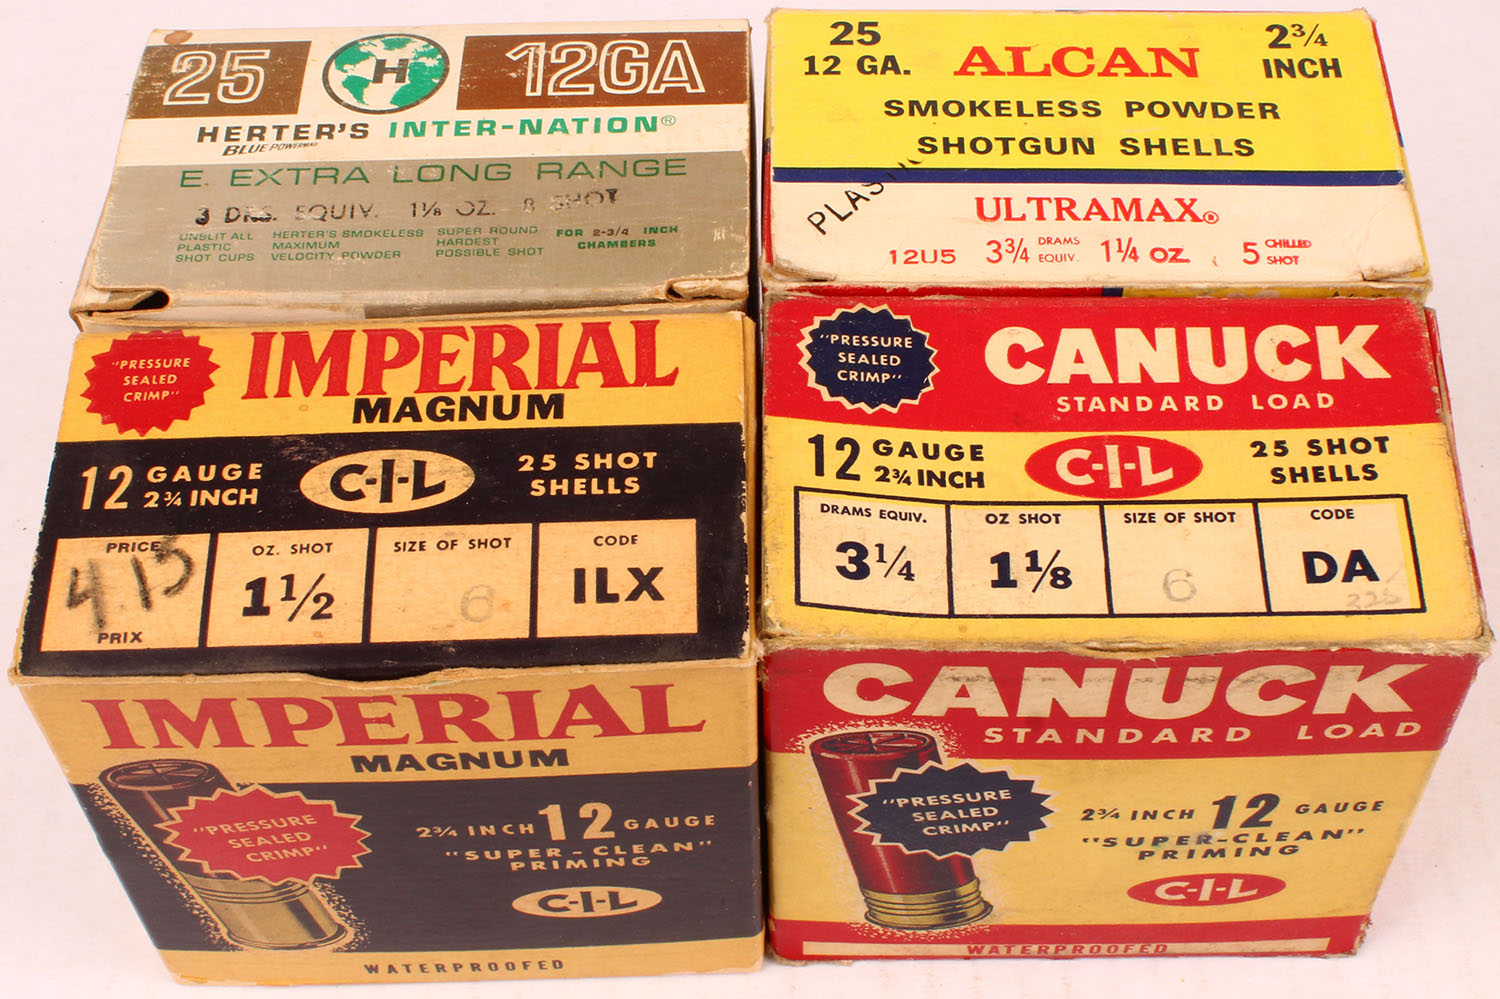 25 H 12GA
HERTER'S INTER-NATION®
BLUE POWERMAG
E. EXTRA LONG RANGE
3 DRS. EQUIV. 1⅛ OZ. 8 SHOT
UNSLIT ALL PLASTIC SHOT CUPS
HERTER'S SMOKELESS MAXIMUM VELOCITY POWDER
SUPER ROUND HARDEST POSSIBLE SHOT
FOR 2-3/4 INCH CHAMBERS
25
12 GA.
ALCAN
2¾
INCH
SMOKELESS POWDER
SHOTGUN SHELLS
ULTRAMAX®
12U5 3¾ DRAMS EQUIV. 1¼ OZ. 5 CHILLED SHOT
"PRESSURE
SEALED
CRIMP"
IMPERIAL
MAGNUM
12 GAUGE
2¾ INCH
C-I-L
25 SHOT
SHELLS
PRICE
4.15
PRIX
OZ. SHOT
1½
SIZE OF SHOT
6
CODE
ILX
IMPERIAL
MAGNUM
"PRESSURE
SEALED
CRIMP"
2¾ INCH 12 GAUGE
"SUPER-CLEAN"
PRIMING
C-I-L
WATERPROOFED
"PRESSURE
SEALED
CRIMP"
CANUCK
STANDARD LOAD
12 GAUGE
2¾ INCH
C-I-L
25 SHOT
SHELLS
DRAMS EQUIV.
3¼
OZ SHOT
1⅛
SIZE OF SHOT
6
CODE
DA
CANUCK
STANDARD LOAD
"PRESSURE
SEALED
CRIMP"
2¾ INCH 12 GAUGE
"SUPER-CLEAN"
PRIMING
C-I-L
WATERPROOFED